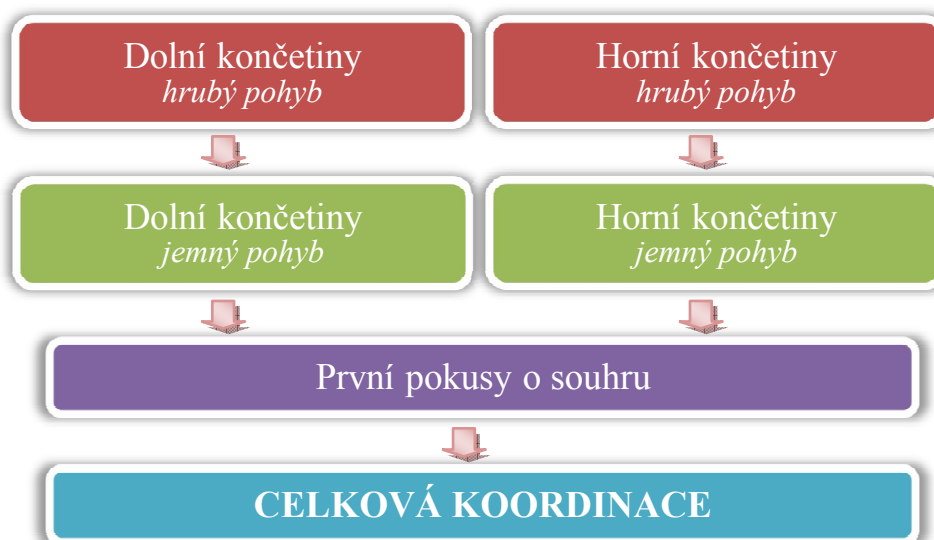 Dolní končetiny
hrubý pohyb
Horní končetiny
hrubý pohyb
Dolní končetiny
jemný pohyb
Horní končetiny
jemný pohyb
První pokusy o souhru
CELKOVÁ KOORDINACE